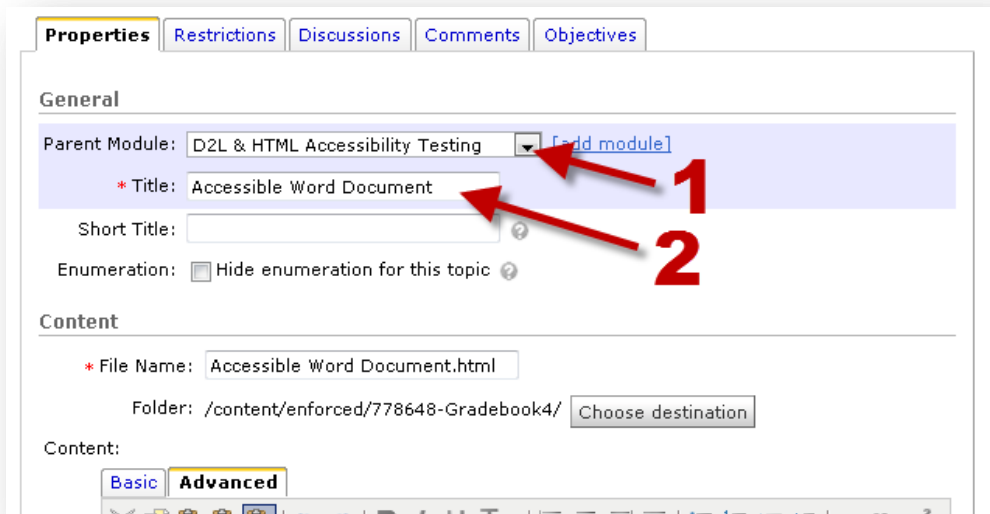 Properties Restrictions Discussions Comments Objectives
General
Parent Module: D2L & HTML Accessibility Testing [add module]
1
* Title: Accessible Word Document
Short Title:
2
Enumeration: Hide enumeration for this topic
Content
* File Name: Accessible Word Document.html
Folder: /content/enforced/778648-Gradebook4/ Choose destination
Content:
Basic Advanced